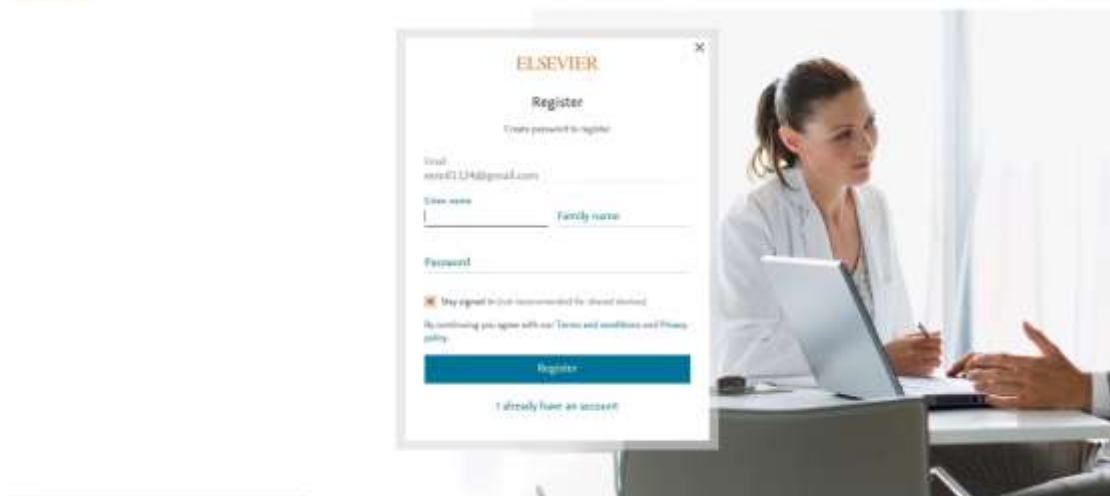 ELSEVIER
Register
Create password to register
Email
Given name
Family name
Password
Stay signed in (not recommended for shared devices)
By continuing you agree with our Terms and conditions and Privacy
policy.
Register
I already have an account